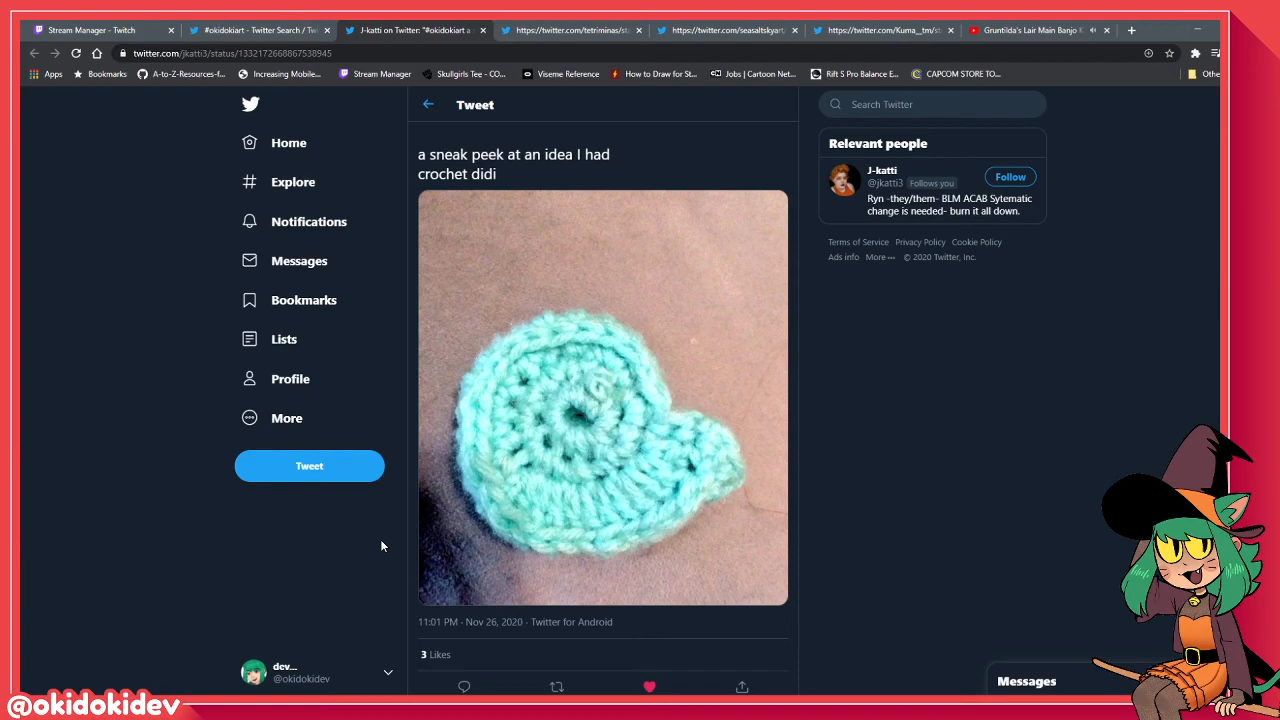 Stream Manager - Twitch
#okidokiart - Twitter Search / Tw
J-katti on Twitter: "#okidokiart a
https://twitter.com/tetriminas/st
https://twitter.com/seasaltskyart
https://twitter.com/Kuma__tm/st
Gruntilda's Lair Main Banjo K
twitter.com/jkatti3/status/1332172668867538945
Apps
Bookmarks
A-to-Z-Resources-f...
Increasing Mobile...
Stream Manager
Skullgirls Tee - CO...
Viseme Reference
How to Draw for St...
Jobs | Cartoon Net...
Rift S Pro Balance E...
CAPCOM STORE TO...
Othe
Home
Explore
Notifications
Messages
Bookmarks
Lists
Profile
More
Tweet
dev...
@okidokidev
Tweet
a sneak peek at an idea I had
crochet didi
11:01 PM · Nov 26, 2020 · Twitter for Android
3 Likes
Search Twitter
Relevant people
J-katti
@jkatti3 Follows you
Follow
Ryn -they/them- BLM ACAB Sytematic
change is needed- burn it all down.
Terms of Service Privacy Policy Cookie Policy
Ads info More ••• © 2020 Twitter, Inc.
Messages
@okidokidev